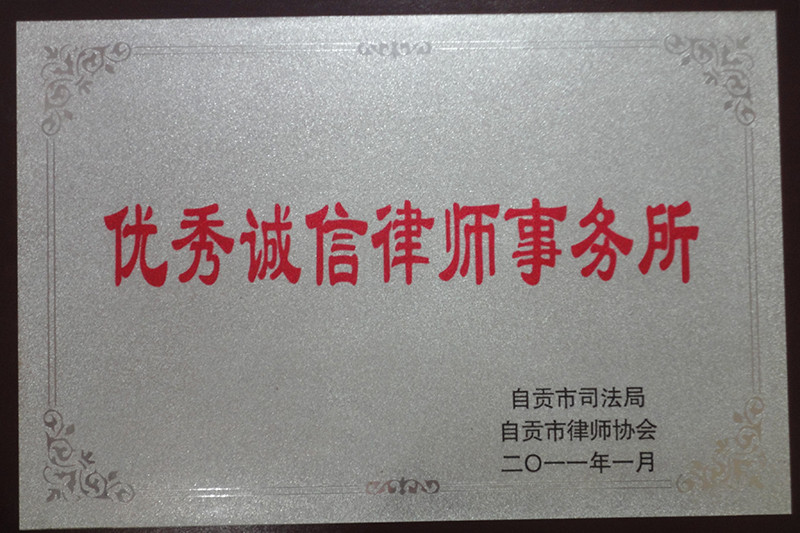 优秀诚信律师事务所
自贡市司法局
自贡市律师协会
二〇一一年一月